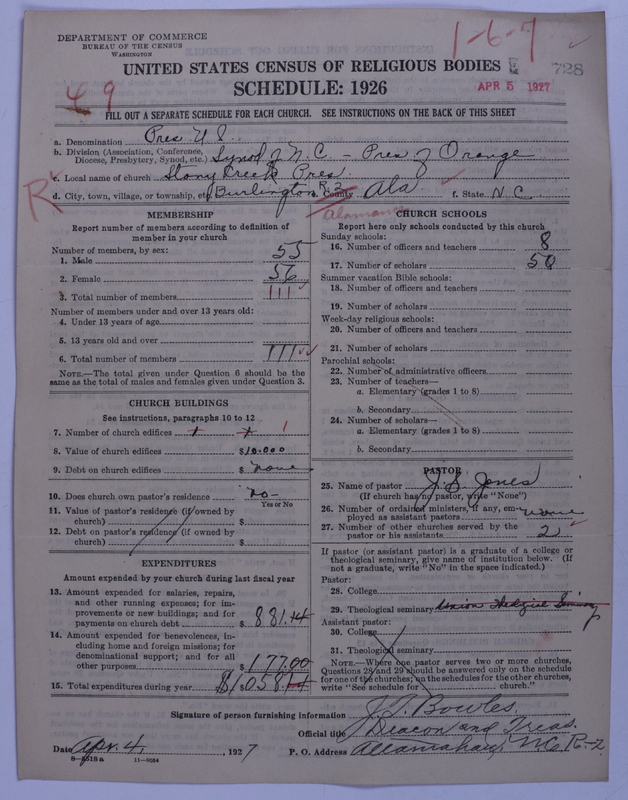 DEPARTMENT OF COMMERCE
BUREAU OF THE CENSUS
WASHINGTON
1-6-7
UNITED STATES CENSUS OF RELIGIOUS BODIES
728
SCHEDULE: 1926
APR 5 1927
49
FILL OUT A SEPARATE SCHEDULE FOR EACH CHURCH. SEE INSTRUCTIONS ON THE BACK OF THIS SHEET
a. Denomination Pres U.S.
b. Division (Association, Conference, Diocese, Presbytery, Synod, etc.) Synod of N.C. - Pres of Orange
c. Local name of church Stony Creek Pres.
R
d. City, town, village, or township, etc. Burlington R.2 e. County Ala f. State N.C.
Alamance
MEMBERSHIP
Report number of members according to definition of member in your church
Number of members, by sex:
1. Male 55
2. Female 56
3. Total number of members 111
Number of members under and over 13 years old:
4. Under 13 years of age
5. 13 years old and over
6. Total number of members 111
NOTE.—The total given under Question 6 should be the same as the total of males and females given under Question 3.
CHURCH BUILDINGS
See instructions, paragraphs 10 to 12
7. Number of church edifices 1
8. Value of church edifices $10.000
9. Debt on church edifices $ none
10. Does church own pastor's residence no-
Yes or No
11. Value of pastor's residence (if owned by church) $
12. Debt on pastor's residence (if owned by church) $
EXPENDITURES
Amount expended by your church during last fiscal year
13. Amount expended for salaries, repairs, and other running expenses; for improvements or new buildings; and for payments on church debt $ 881.14
14. Amount expended for benevolences, including home and foreign missions; for denominational support; and for all other purposes $ 177.00
15. Total expenditures during year $1058.14
CHURCH SCHOOLS
Report here only schools conducted by this church
Sunday schools:
16. Number of officers and teachers 8
17. Number of scholars 50
Summer vacation Bible schools:
18. Number of officers and teachers
19. Number of scholars
Week-day religious schools:
20. Number of officers and teachers
21. Number of scholars
Parochial schools:
22. Number of administrative officers
23. Number of teachers—
a. Elementary (grades 1 to 8)
b. Secondary
24. Number of scholars—
a. Elementary (grades 1 to 8)
b. Secondary
PASTOR
25. Name of pastor J.S. Jones
(If church has no pastor, write "None")
26. Number of ordained ministers, if any, employed as assistant pastors none
27. Number of other churches served by the pastor or his assistants 2
If pastor (or assistant pastor) is a graduate of a college or theological seminary, give name of institution below. (If not a graduate, write "No" in the space indicated.)
Pastor:
28. College
29. Theological seminary Union
Assistant pastor:
30. College
31. Theological seminary
NOTE.—Where one pastor serves two or more churches, Questions 28 and 29 should be answered only on the schedule for one of the churches; on the schedules for the other churches, write "See schedule for church."
Signature of person furnishing information Bowles
Official title Deacon and Treas.
Date Apr. 4, 1927 P. O. Address Altamahaw, N.C. R-2
8-5518a 11-9054